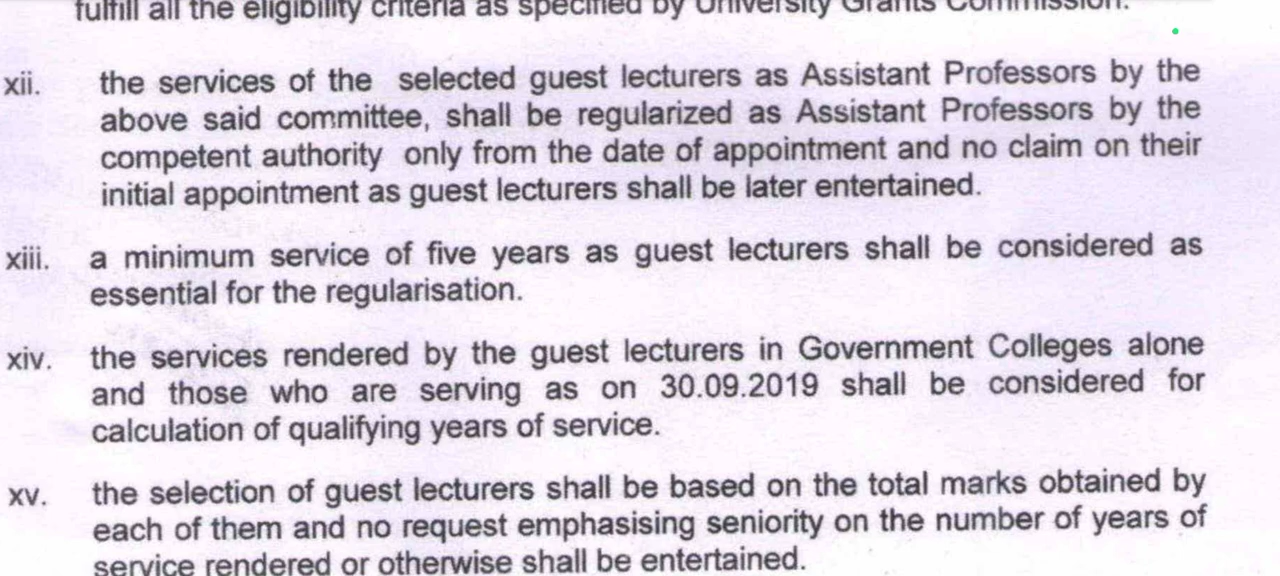 fulfill all the eligibility criteria as specified by University Grants Commission.
xii. the services of the selected guest lecturers as Assistant Professors by the
above said committee, shall be regularized as Assistant Professors by the
competent authority only from the date of appointment and no claim on their
initial appointment as guest lecturers shall be later entertained.
xiii. a minimum service of five years as guest lecturers shall be considered as
essential for the regularisation.
xiv. the services rendered by the guest lecturers in Government Colleges alone
and those who are serving as on 30.09.2019 shall be considered for
calculation of qualifying years of service.
xv. the selection of guest lecturers shall be based on the total marks obtained by
each of them and no request emphasising seniority on the number of years of
service rendered or otherwise shall be entertained.